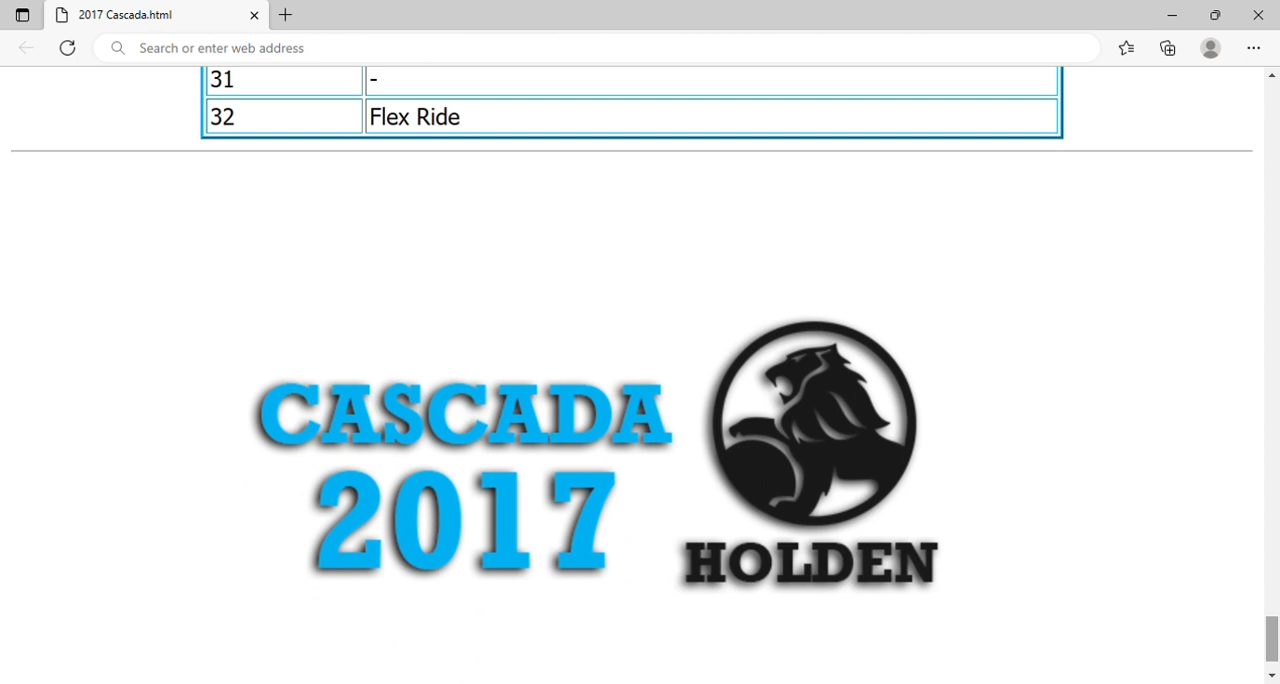 2017 Cascada.html
Search or enter web address
31 -
32 Flex Ride
CASCADA
2017
HOLDEN